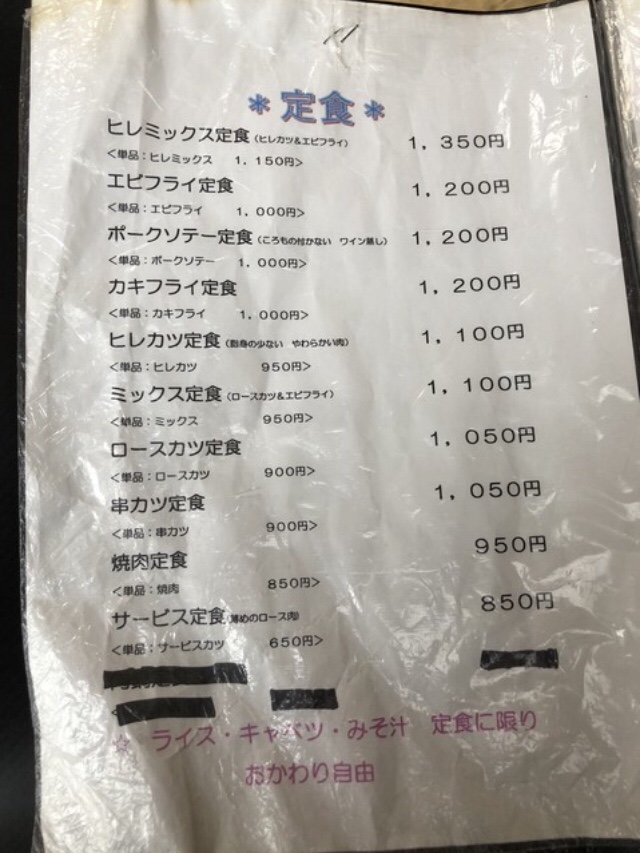 ＊定食＊
ヒレミックス定食（ヒレカツ&エビフライ） 1，350円
<単品：ヒレミックス 1，150円>
エビフライ定食 1，200円
<単品：エビフライ 1，000円>
ポークソテー定食（ころもの付かない ワイン蒸し） 1，200円
<単品：ポークソテー 1，000円>
カキフライ定食 1，200円
<単品：カキフライ 1，000円>
ヒレカツ定食（脂身の少ない やわらかい肉） 1，100円
<単品：ヒレカツ 950円>
ミックス定食（ロースカツ&エビフライ） 1，100円
<単品：ミックス 950円>
ロースカツ定食 1，050円
<単品：ロースカツ 900円>
串カツ定食 1，050円
<単品：串カツ 900円>
焼肉定食 950円
<単品：焼肉 850円>
サービス定食（薄めのロース肉） 850円
<単品：サービスカツ 650円>
☆ ライス・キャベツ・みそ汁 定食に限り
おかわり自由